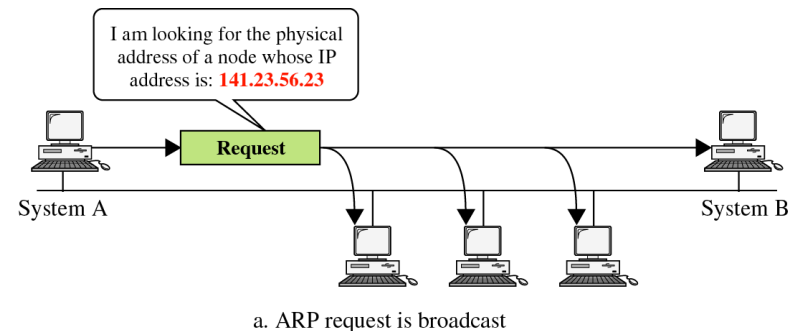 I am looking for the physical
address of a node whose IP
address is: 141.23.56.23
Request
System A
System B
a. ARP request is broadcast